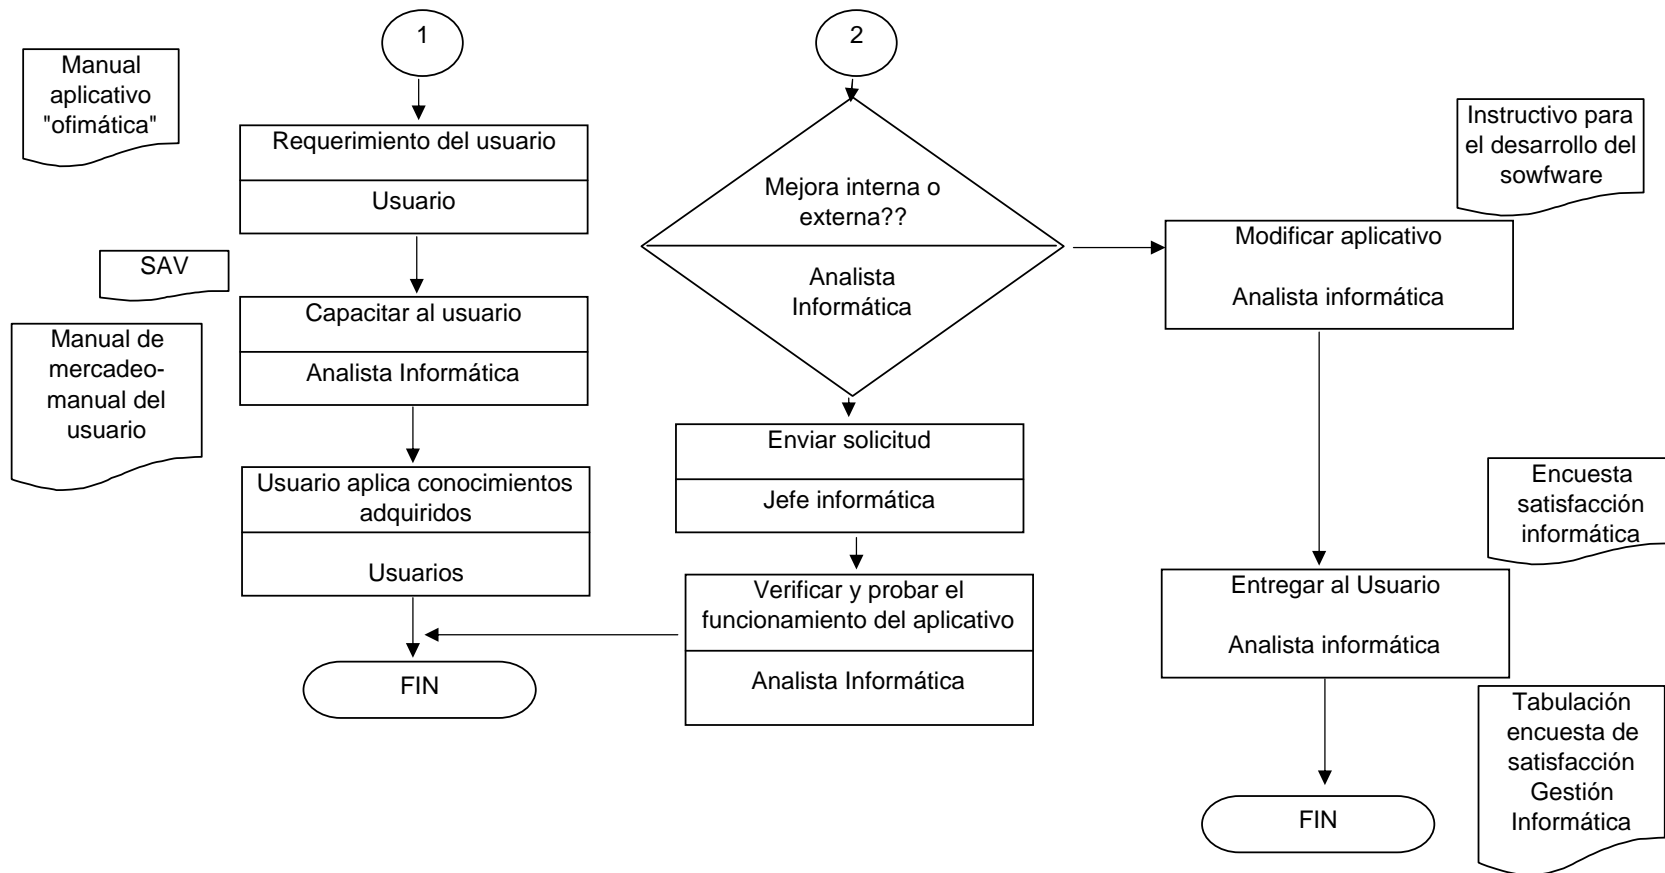 1
2
Manual
aplicativo
"ofimática"
Requerimiento del usuario
Usuario
SAV
Capacitar al usuario
Analista Informática
Manual de
mercadeo-
manual del
usuario
Usuario aplica conocimientos
adquiridos
Usuarios
FIN
Mejora interna o
externa??
Analista
Informática
Enviar solicitud
Jefe informática
Verificar y probar el
funcionamiento del aplicativo
Analista Informática
Instructivo para
el desarrollo del
sowfware
Modificar aplicativo
Analista informática
Encuesta
satisfacción
informática
Entregar al Usuario
Analista informática
Tabulación
encuesta de
satisfacción
Gestión
Informática
FIN